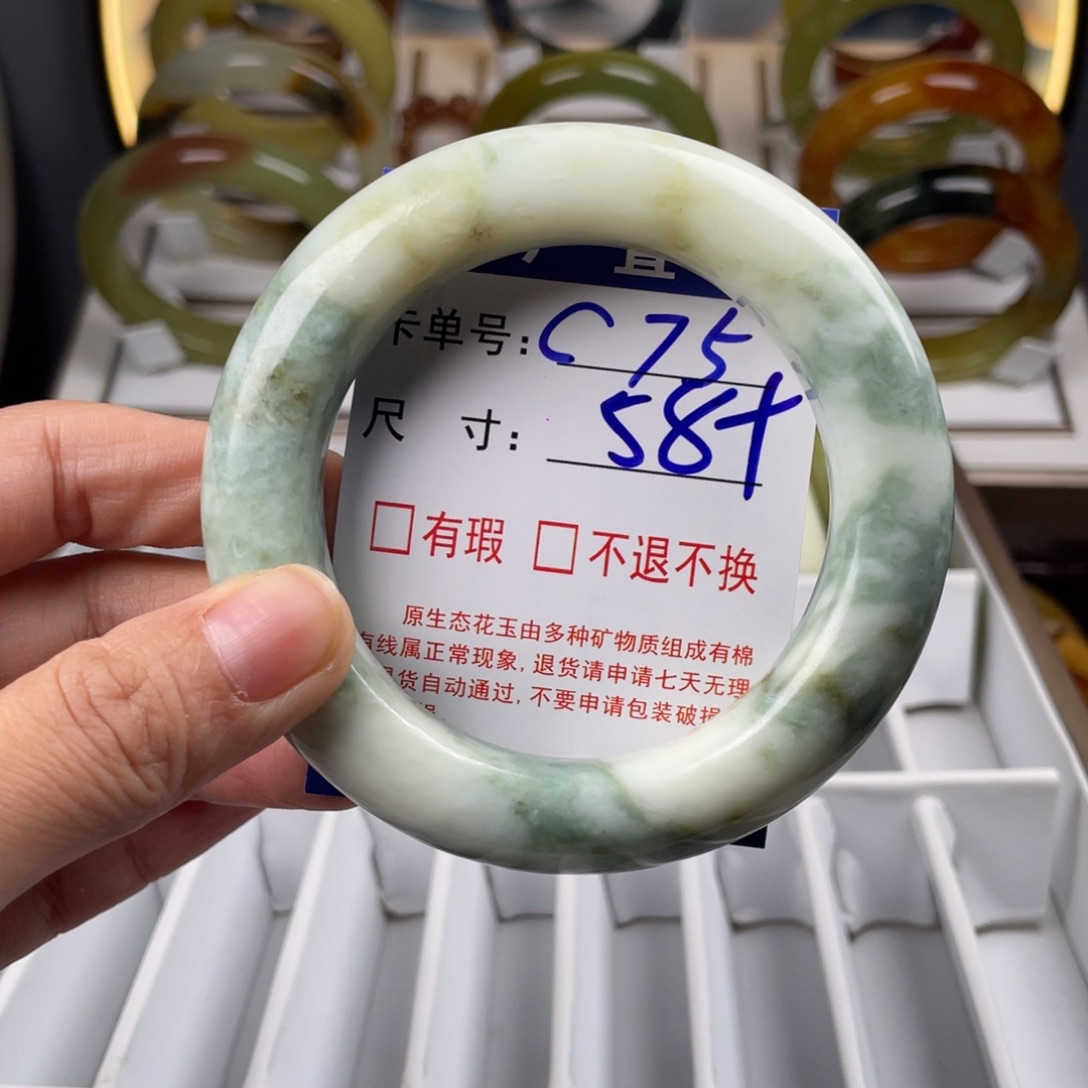 直
卡单号: C75
尺 寸: 58+
□有瑕 □不退不换
原生态花玉由多种矿物质组成有棉
有线属正常现象, 退货请申请七天无理
退货自动通过, 不要申请包装破损